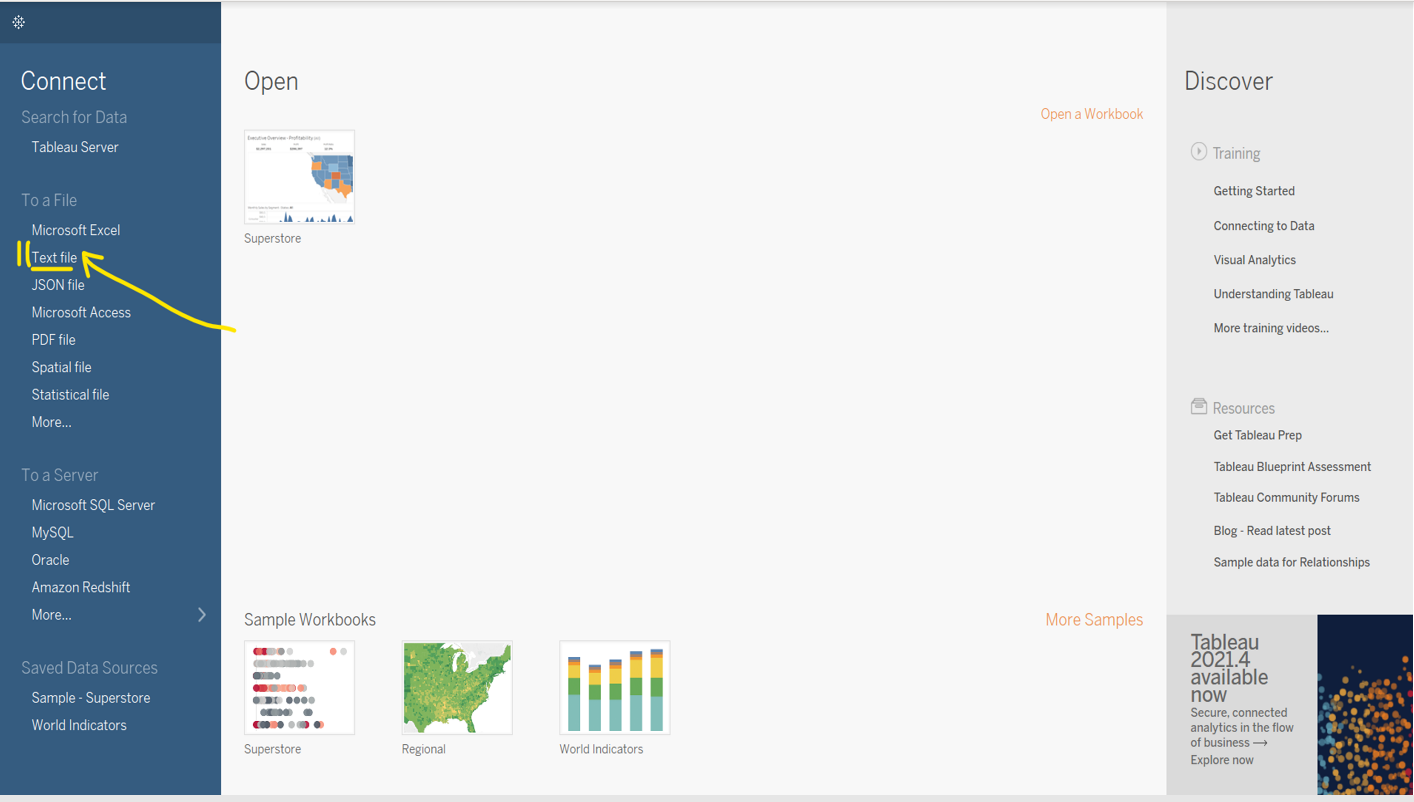 Connect
Search for Data
Tableau Server
To a File
Microsoft Excel
Text file
JSON file
Microsoft Access
PDF file
Spatial file
Statistical file
More...
To a Server
Microsoft SQL Server
MySQL
Oracle
Amazon Redshift
More...
Saved Data Sources
Sample - Superstore
World Indicators
Open
Open a Workbook
Executive Overview - Profitability
Superstore
Sample Workbooks
More Samples
Superstore
Regional
World Indicators
Discover
Training
Getting Started
Connecting to Data
Visual Analytics
Understanding Tableau
More training videos...
Resources
Get Tableau Prep
Tableau Blueprint Assessment
Tableau Community Forums
Blog - Read latest post
Sample data for Relationships
Tableau
2021.4
available
now
Secure, connected
analytics in the flow
of business →
Explore now